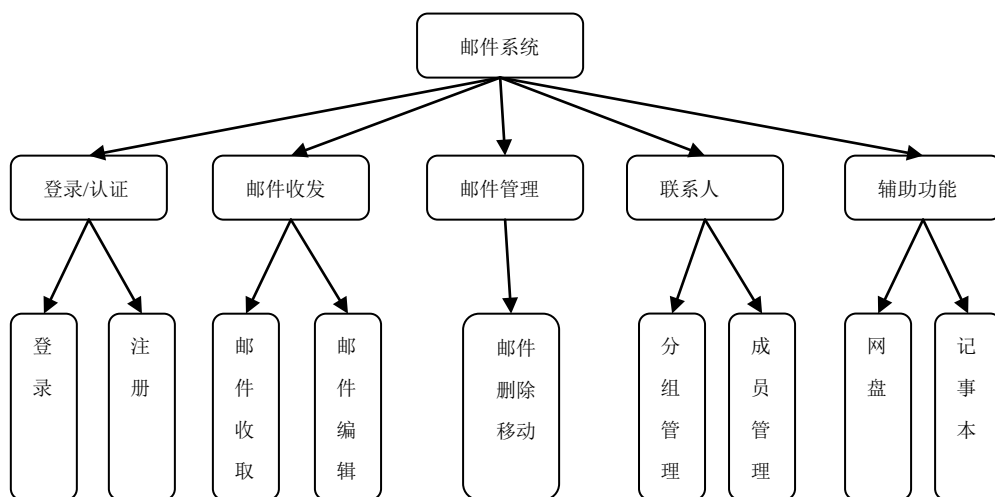 邮件系统
登录/认证
邮件收发
邮件管理
联系人
辅助功能
登录
注册
邮件收取
邮件编辑
邮件
删除
移动
分组管理
成员管理
网盘
记事本